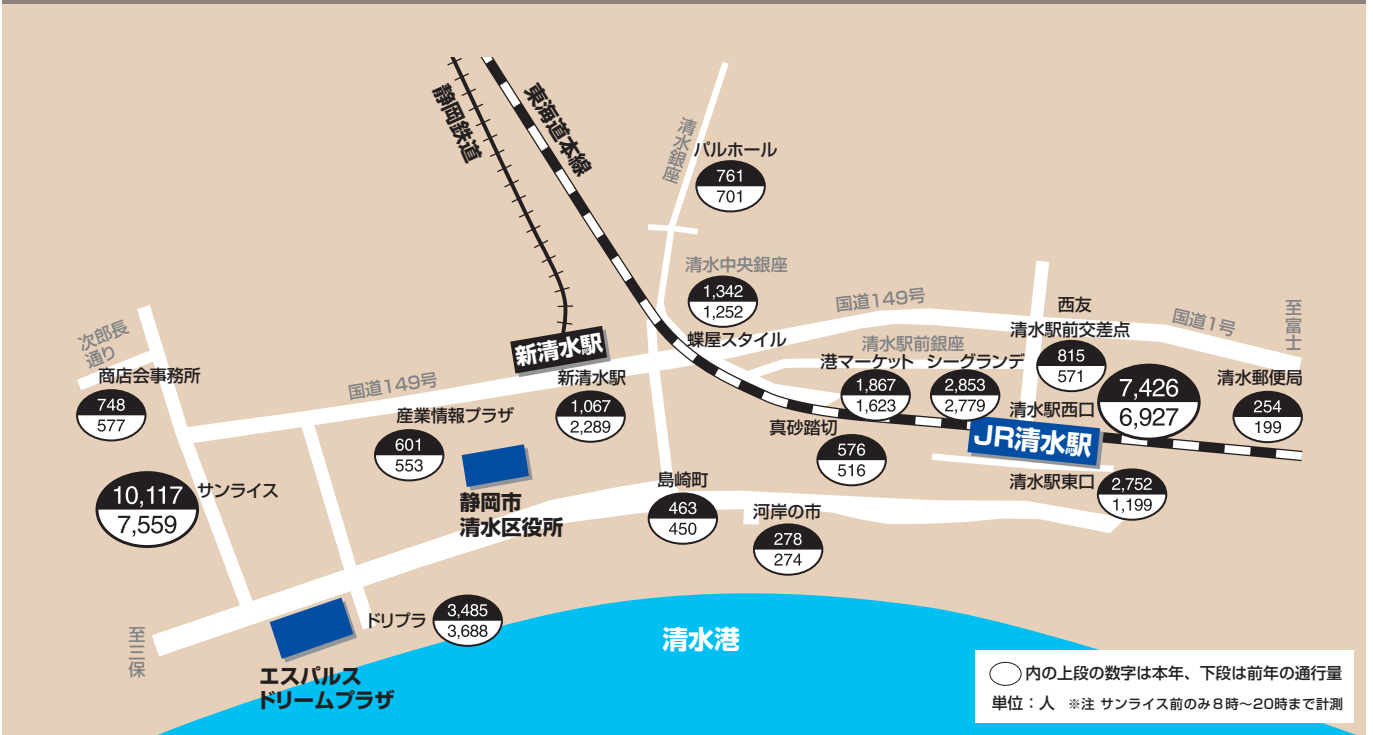 静岡鉄道
東海道本線
清水銀座
パルホール
761
701
清水中央銀座
1,342
1,252
蝶屋スタイル
国道149号
西友
清水駅前交差点
815
571
国道1号
至富士
次郎長
通り
商店会事務所
748
577
新清水駅
国道149号
新清水駅
1,067
2,289
清水駅前銀座
港マーケット
1,867
1,623
シーグランデ
2,853
2,779
清水駅西口
7,426
6,927
清水郵便局
254
199
産業情報プラザ
601
553
真砂踏切
576
516
JR清水駅
清水駅東口
2,752
1,199
サンライス
10,117
7,559
静岡市
清水区役所
島崎町
463
450
河岸の市
278
274
ドリプラ
3,485
3,688
至三保
エスパルス
ドリームプラザ
清水港
内の上段の数字は本年、下段は前年の通行量
単位：人 ※注 サンライス前のみ8時〜20時まで計測